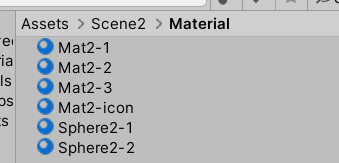 Assets > Scene2 > Material
Mat2-1
Mat2-2
Mat2-3
Mat2-icon
Sphere2-1
Sphere2-2